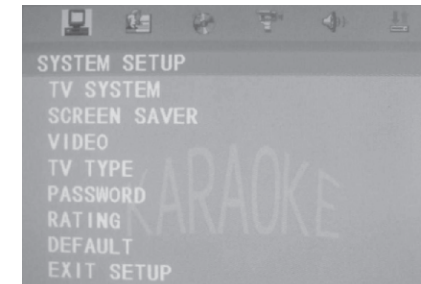 SYSTEM SETUP
TV SYSTEM
SCREEN SAVER
VIDEO
TV TYPE
PASSWORD
RATING
DEFAULT
EXIT SETUP
KARAOKE